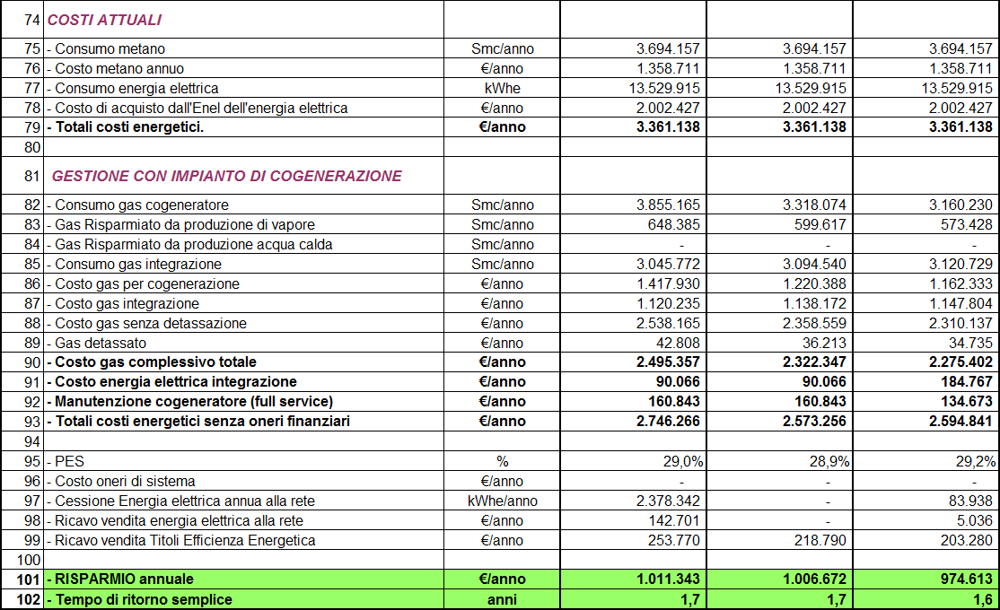 74 COSTI ATTUALI
75 - Consumo metano Smc/anno 3.694.157 3.694.157 3.694.157
76 - Costo metano annuo €/anno 1.358.711 1.358.711 1.358.711
77 - Consumo energia elettrica kWhe 13.529.915 13.529.915 13.529.915
78 - Costo di acquisto dall'Enel dell'energia elettrica €/anno 2.002.427 2.002.427 2.002.427
79 - Totali costi energetici. €/anno 3.361.138 3.361.138 3.361.138
80
81 GESTIONE CON IMPIANTO DI COGENERAZIONE
82 - Consumo gas cogeneratore Smc/anno 3.855.165 3.318.074 3.160.230
83 - Gas Risparmiato da produzione di vapore Smc/anno 648.385 599.617 573.428
84 - Gas Risparmiato da produzione acqua calda Smc/anno - - -
85 - Consumo gas integrazione Smc/anno 3.045.772 3.094.540 3.120.729
86 - Costo gas per cogenerazione €/anno 1.417.930 1.220.388 1.162.333
87 - Costo gas integrazione €/anno 1.120.235 1.138.172 1.147.804
88 - Costo gas senza detassazione €/anno 2.538.165 2.358.559 2.310.137
89 - Gas detassato €/anno 42.808 36.213 34.735
90 - Costo gas complessivo totale €/anno 2.495.357 2.322.347 2.275.402
91 - Costo energia elettrica integrazione €/anno 90.066 90.066 184.767
92 - Manutenzione cogeneratore (full service) €/anno 160.843 160.843 134.673
93 - Totali costi energetici senza oneri finanziari €/anno 2.746.266 2.573.256 2.594.841
94
95 - PES % 29,0% 28,9% 29,2%
96 - Costo oneri di sistema €/anno - - -
97 - Cessione Energia elettrica annua alla rete kWhe/anno 2.378.342 - 83.938
98 - Ricavo vendita energia elettrica alla rete €/anno 142.701 - 5.036
99 - Ricavo vendita Titoli Efficienza Energetica €/anno 253.770 218.790 203.280
100
101 - RISPARMIO annuale €/anno 1.011.343 1.006.672 974.613
102 - Tempo di ritorno semplice anni 1,7 1,7 1,6